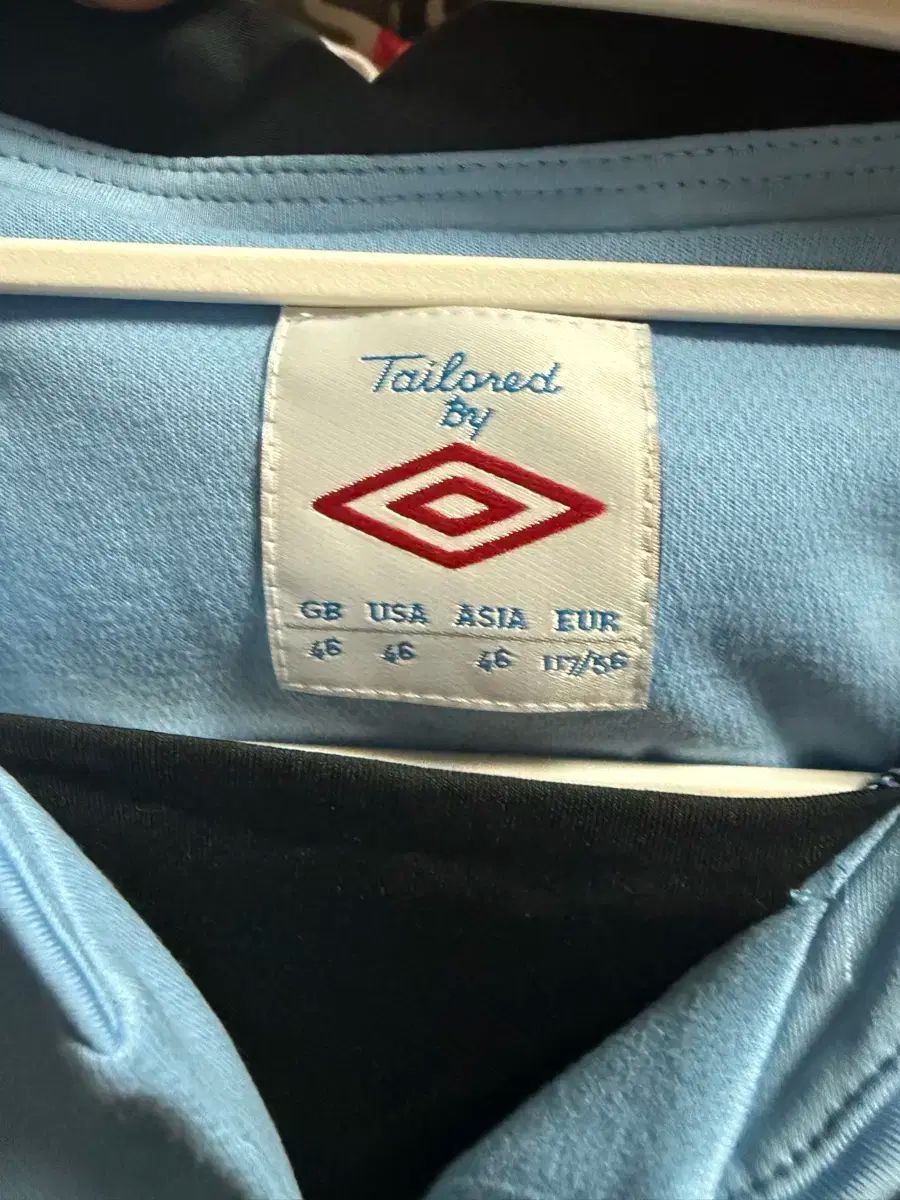 Tailored
By
GB USA ASIA EUR
46 46 46 117/56